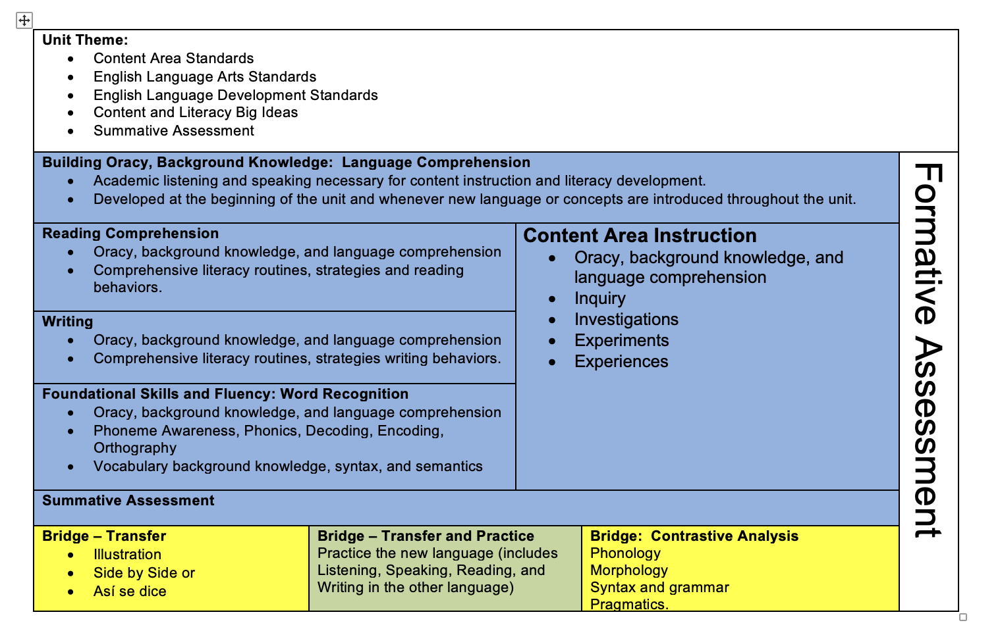 Unit Theme:
• Content Area Standards
• English Language Arts Standards
• English Language Development Standards
• Content and Literacy Big Ideas
• Summative Assessment
Building Oracy, Background Knowledge:  Language Comprehension
• Academic listening and speaking necessary for content instruction and literacy development.
• Developed at the beginning of the unit and whenever new language or concepts are introduced throughout the unit.
Reading Comprehension
• Oracy, background knowledge, and language comprehension
• Comprehensive literacy routines, strategies and reading
behaviors.
Writing
• Oracy, background knowledge, and language comprehension
• Comprehensive literacy routines, strategies writing behaviors.
Foundational Skills and Fluency: Word Recognition
• Oracy, background knowledge, and language comprehension
• Phoneme Awareness, Phonics, Decoding, Encoding,
Orthography
• Vocabulary background knowledge, syntax, and semantics
Content Area Instruction
• Oracy, background knowledge, and
language comprehension
• Inquiry
• Investigations
• Experiments
• Experiences
Summative Assessment
Bridge – Transfer
• Illustration
• Side by Side or
• Así se dice
Bridge – Transfer and Practice
Practice the new language (includes
Listening, Speaking, Reading, and
Writing in the other language)
Bridge:  Contrastive Analysis
Phonology
Morphology
Syntax and grammar
Pragmatics.
Formative Assessment